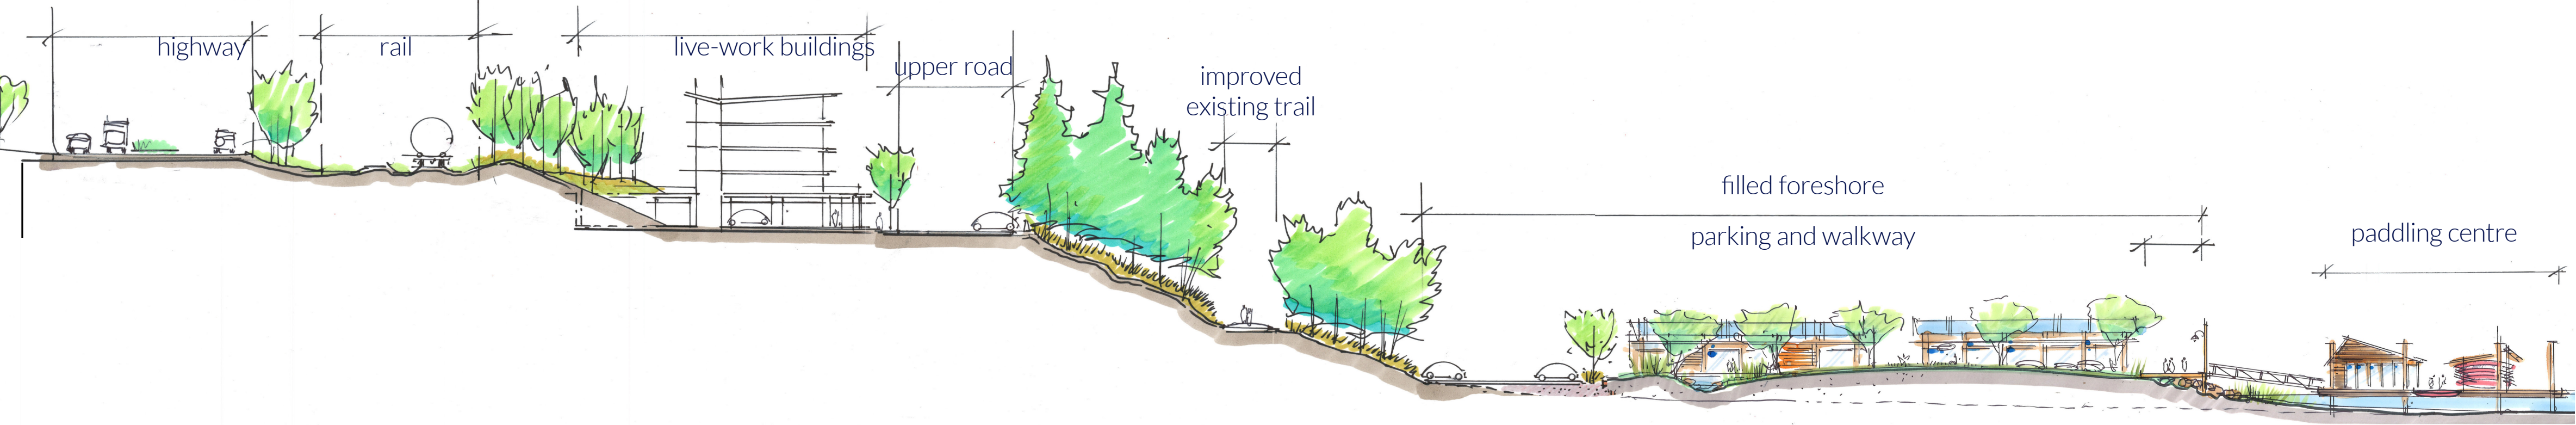 highway
rail
live-work buildings
upper road
improved
existing trail
filled foreshore
parking and walkway
paddling centre